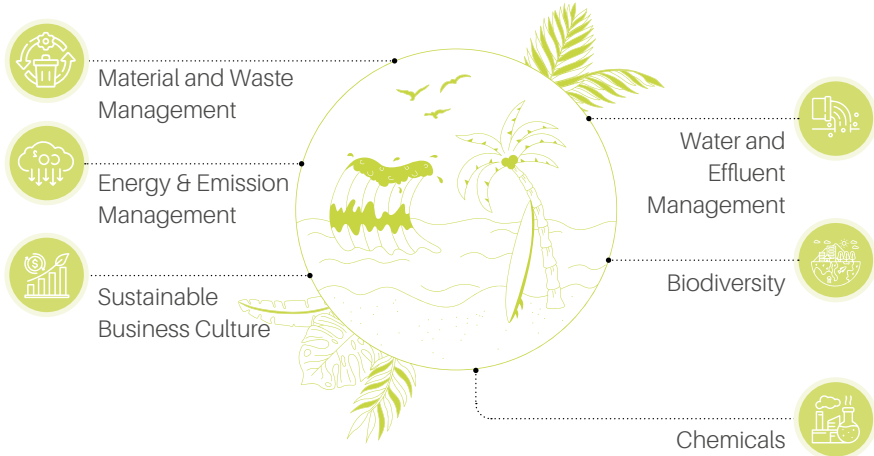 Material and Waste
Management
Energy & Emission
Management
Sustainable
Business Culture
Water and
Effluent
Management
Biodiversity
Chemicals